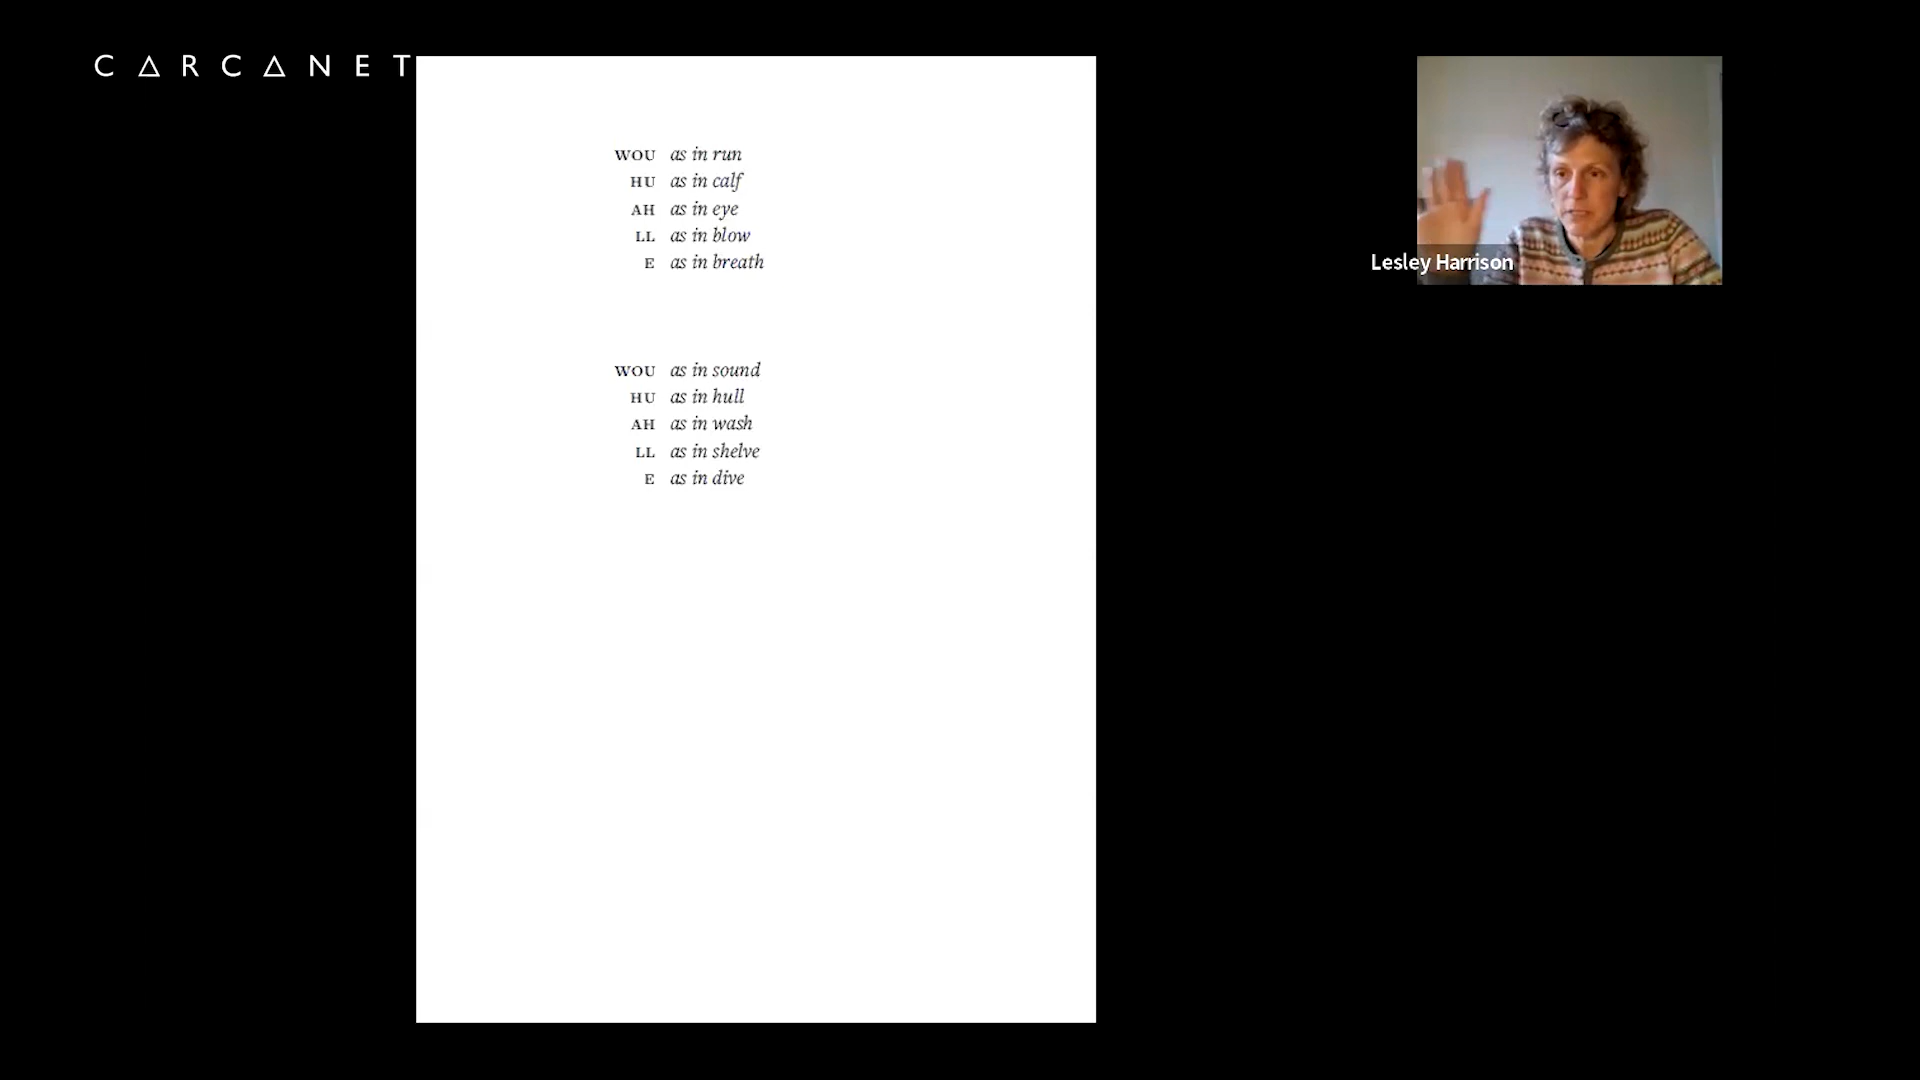 CARCANET
WOU as in run
HU as in calf
AH as in eye
LL as in blow
E as in breath
WOU as in sound
HU as in hull
AH as in wash
LL as in shelve
E as in dive
Lesley Harrison